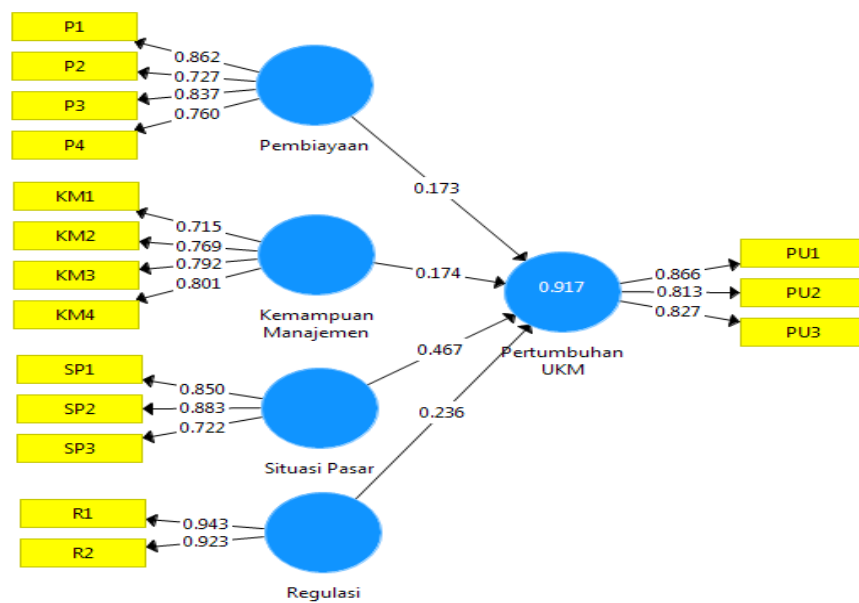 P1
P2
P3
P4
0.862
0.727
0.837
0.760
Pembiayaan
0.173
KM1
KM2
KM3
KM4
0.715
0.769
0.792
0.801
Kemampuan
Manajemen
0.174
SP1
SP2
SP3
0.850
0.883
0.722
Situasi Pasar
0.467
R1
R2
0.943
0.923
Regulasi
0.236
0.917
Pertumbuhan
UKM
0.866
0.813
0.827
PU1
PU2
PU3